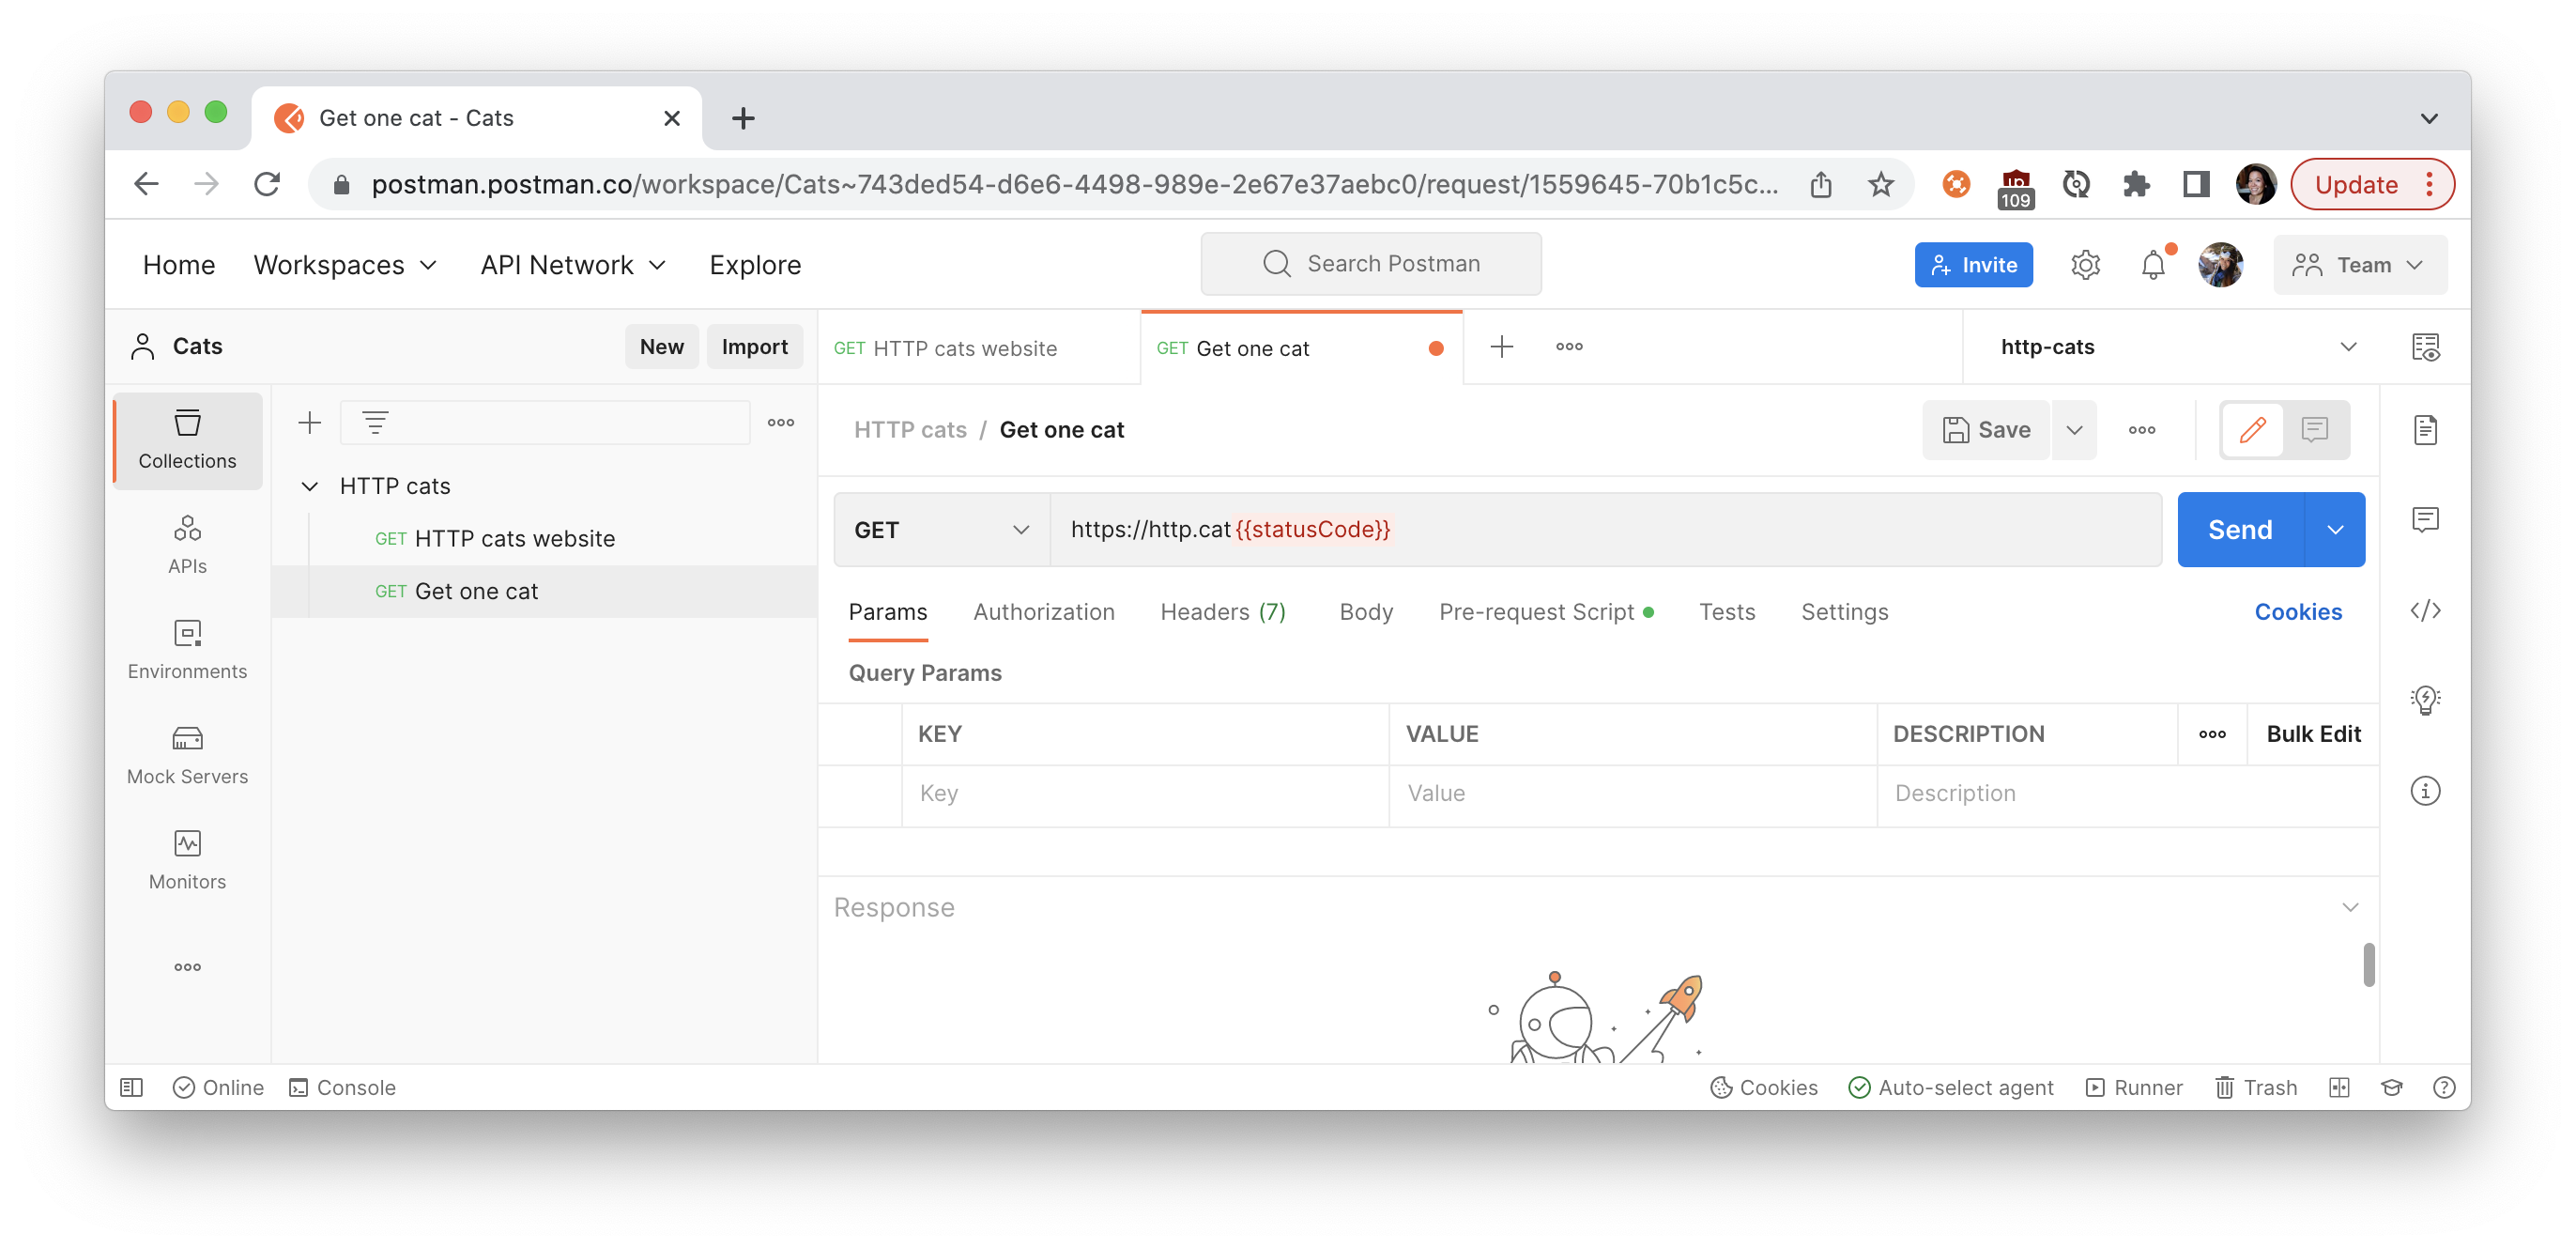 Get one cat - Cats
postman.postman.co/workspace/Cats~743ded54-d6e6-4498-989e-2e67e37aebc0/request/1559645-70b1c5c...
109
Update
Home
Workspaces
API Network
Explore
Search Postman
Invite
Team
Cats
New
Import
GET HTTP cats website
GET Get one cat
http-cats
Collections
HTTP cats
GET HTTP cats website
GET Get one cat
APIs
Environments
Mock Servers
Monitors
HTTP cats / Get one cat
Save
GET
https://http.cat{{statusCode}}
Send
Params
Authorization
Headers (7)
Body
Pre-request Script
Tests
Settings
Cookies
Query Params
KEY
VALUE
DESCRIPTION
Bulk Edit
Key
Value
Description
Response
Online
Console
Cookies
Auto-select agent
Runner
Trash